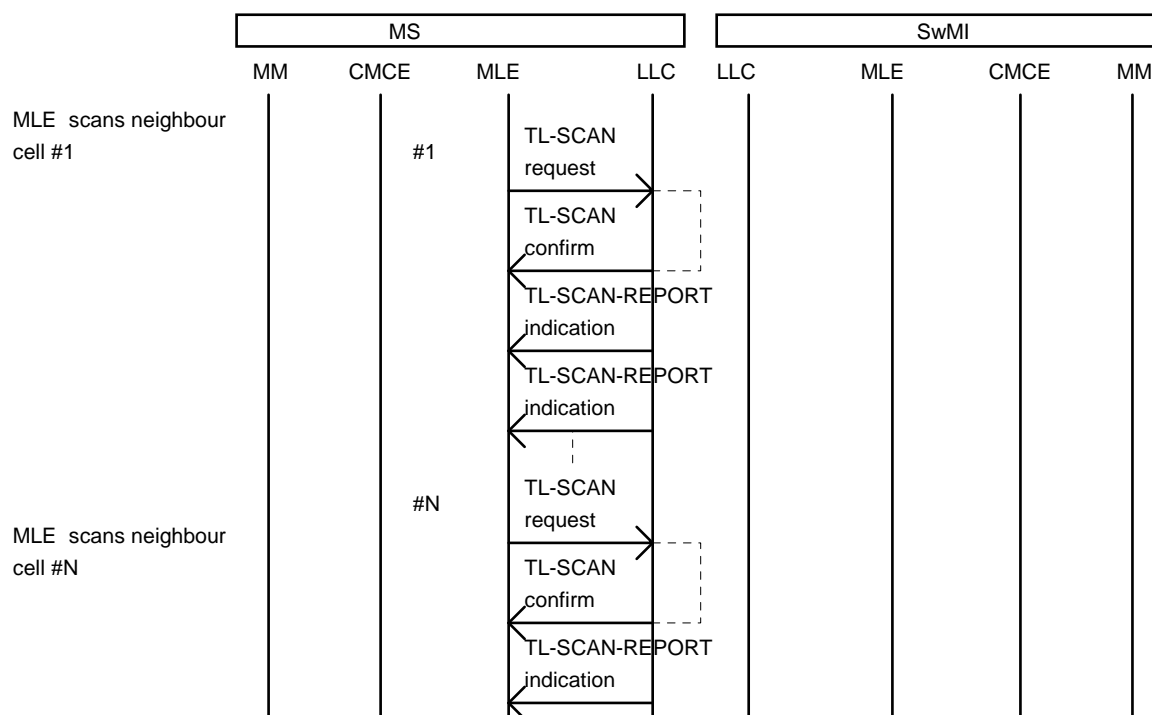 MS SwMI
MM CMCE MLE LLC LLC MLE CMCE MM
MLE scans neighbour
cell #1
#1
TL-SCAN
request
TL-SCAN
confirm
TL-SCAN-REPORT
indication
TL-SCAN-REPORT
indication
#N
TL-SCAN
request
MLE scans neighbour
cell #N
TL-SCAN
confirm
TL-SCAN-REPORT
indication